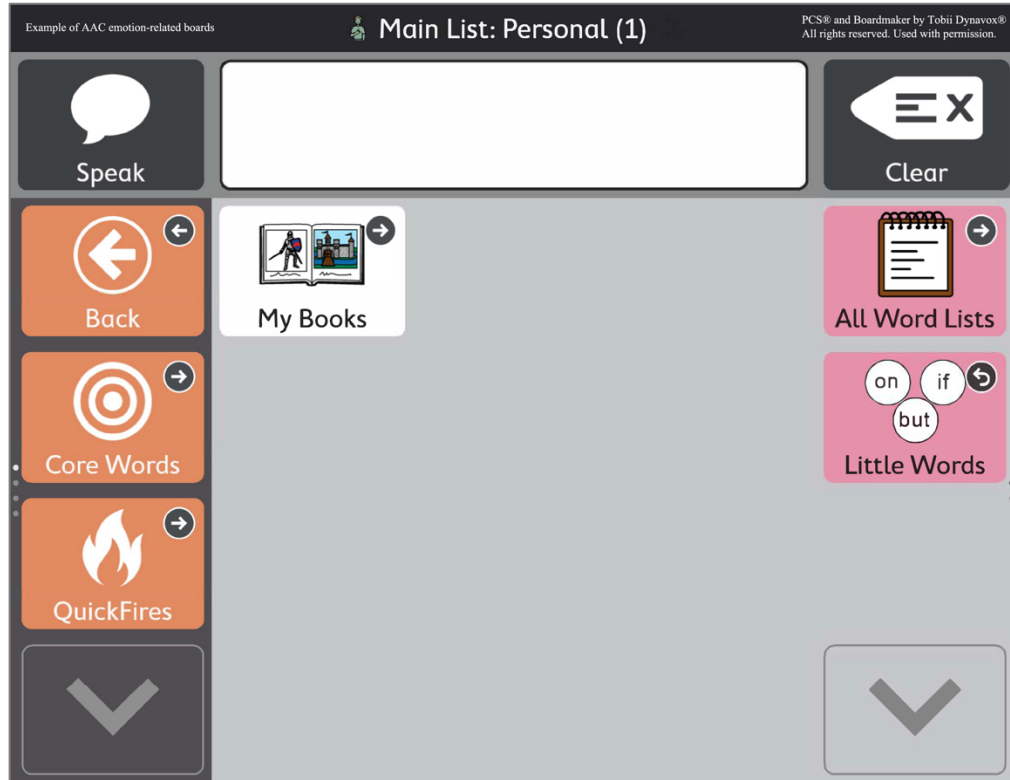 Example of AAC emotion-related boards
Main List: Personal (1)
PCS® and Boardmaker by Tobii Dynavox®
All rights reserved. Used with permission.
Speak
Clear
Back
My Books
All Word Lists
Core Words
on if
but
Little Words
QuickFires